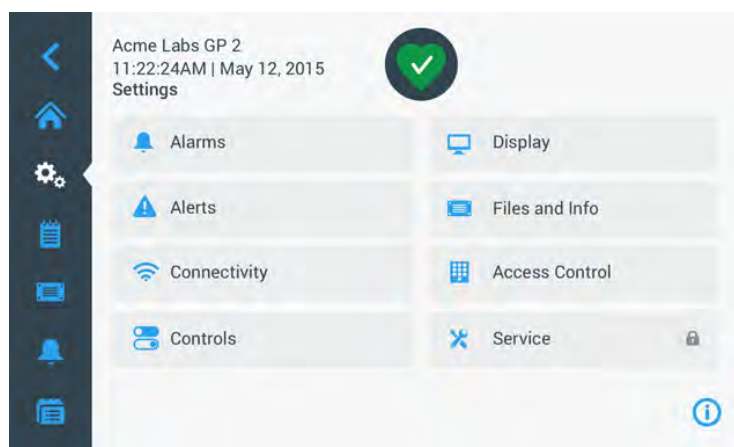 Acme Labs GP 2
11:22:24AM | May 12, 2015
Settings
Alarms
Display
Alerts
Files and Info
Connectivity
Access Control
Controls
Service